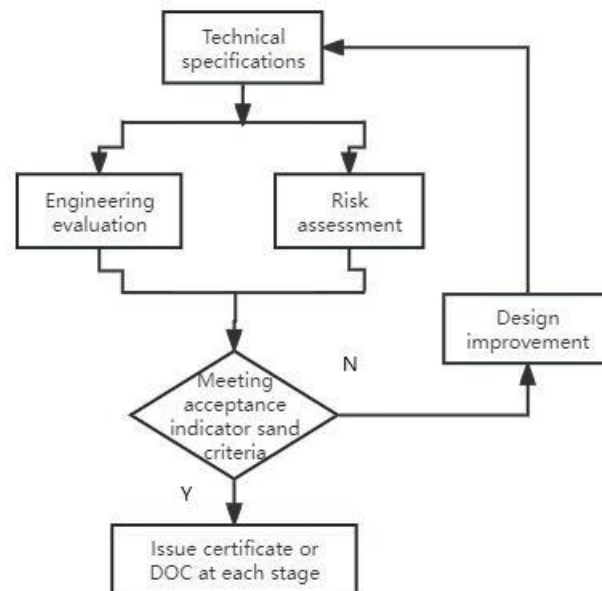 Technical
specifications
Engineering
evaluation
Risk
assessment
Design
improvement
N
Meeting
acceptance
indicator sand
criteria
Y
Issue certificate or
DOC at each stage